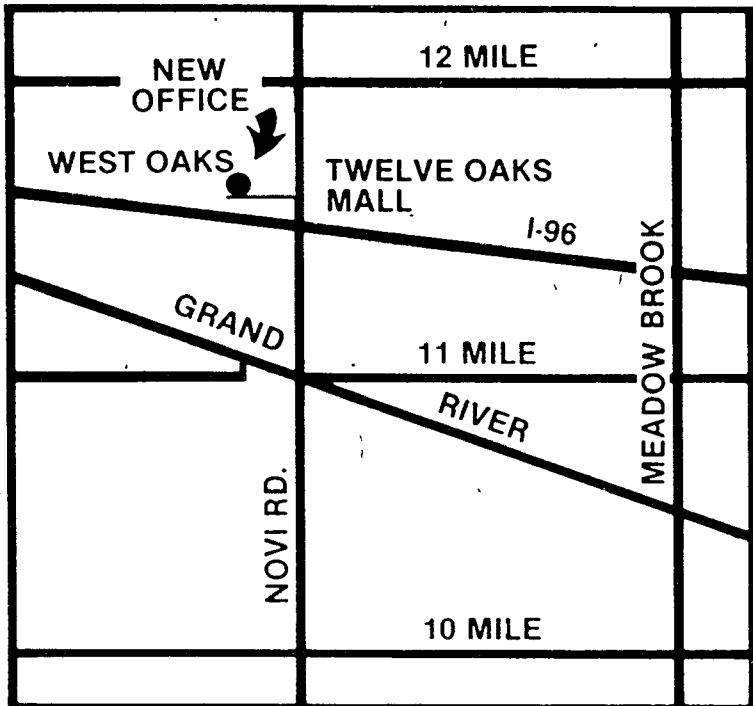 12 MILE
NEW
OFFICE
WEST OAKS
TWELVE OAKS
MALL
I-96
MEADOW BROOK
GRAND
11 MILE
RIVER
NOVI RD.
10 MILE